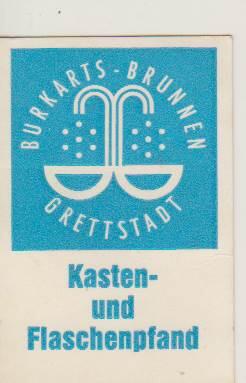 BURKARTS-BRUNNEN
GRETTSTADT
Kasten-
und
Flaschenpfand